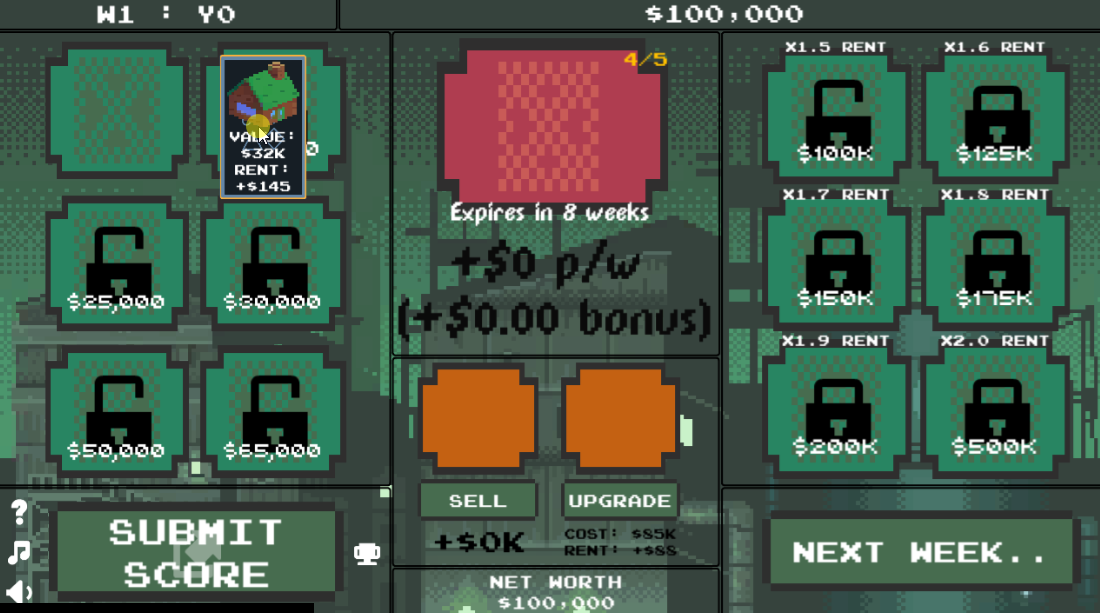 W1 : Y0
$100,000
VALUE:
$32K
RENT:
+$145
0
$25,000
$30,000
$50,000
$65,000
4/5
Expires in 8 weeks
+$0 p/w
(+$0.00 bonus)
X1.5 RENT
X1.6 RENT
$100K
$125K
X1.7 RENT
X1.8 RENT
$150K
$175K
X1.9 RENT
X2.0 RENT
$200K
$500K
SELL
UPGRADE
+$0K
COST: $85K
RENT: +$88
NET WORTH
$100,000
?
SUBMIT
SCORE
NEXT WEEK..